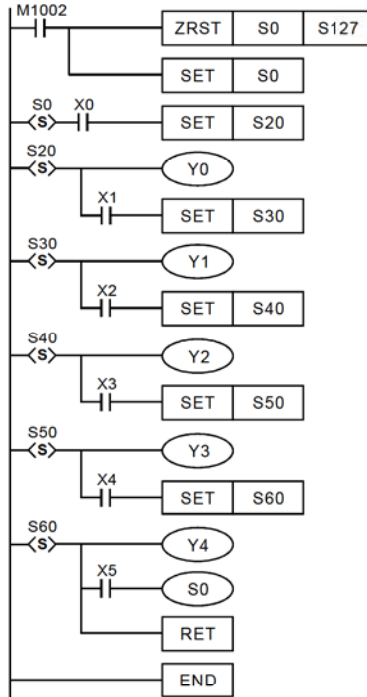 M1002
ZRST S0 S127
SET S0
S0 X0
S SET S20
S20
S Y0
X1
SET S30
S30
S Y1
X2
SET S40
S40
S Y2
X3
SET S50
S50
S Y3
X4
SET S60
S60
S Y4
X5
S0
RET
END